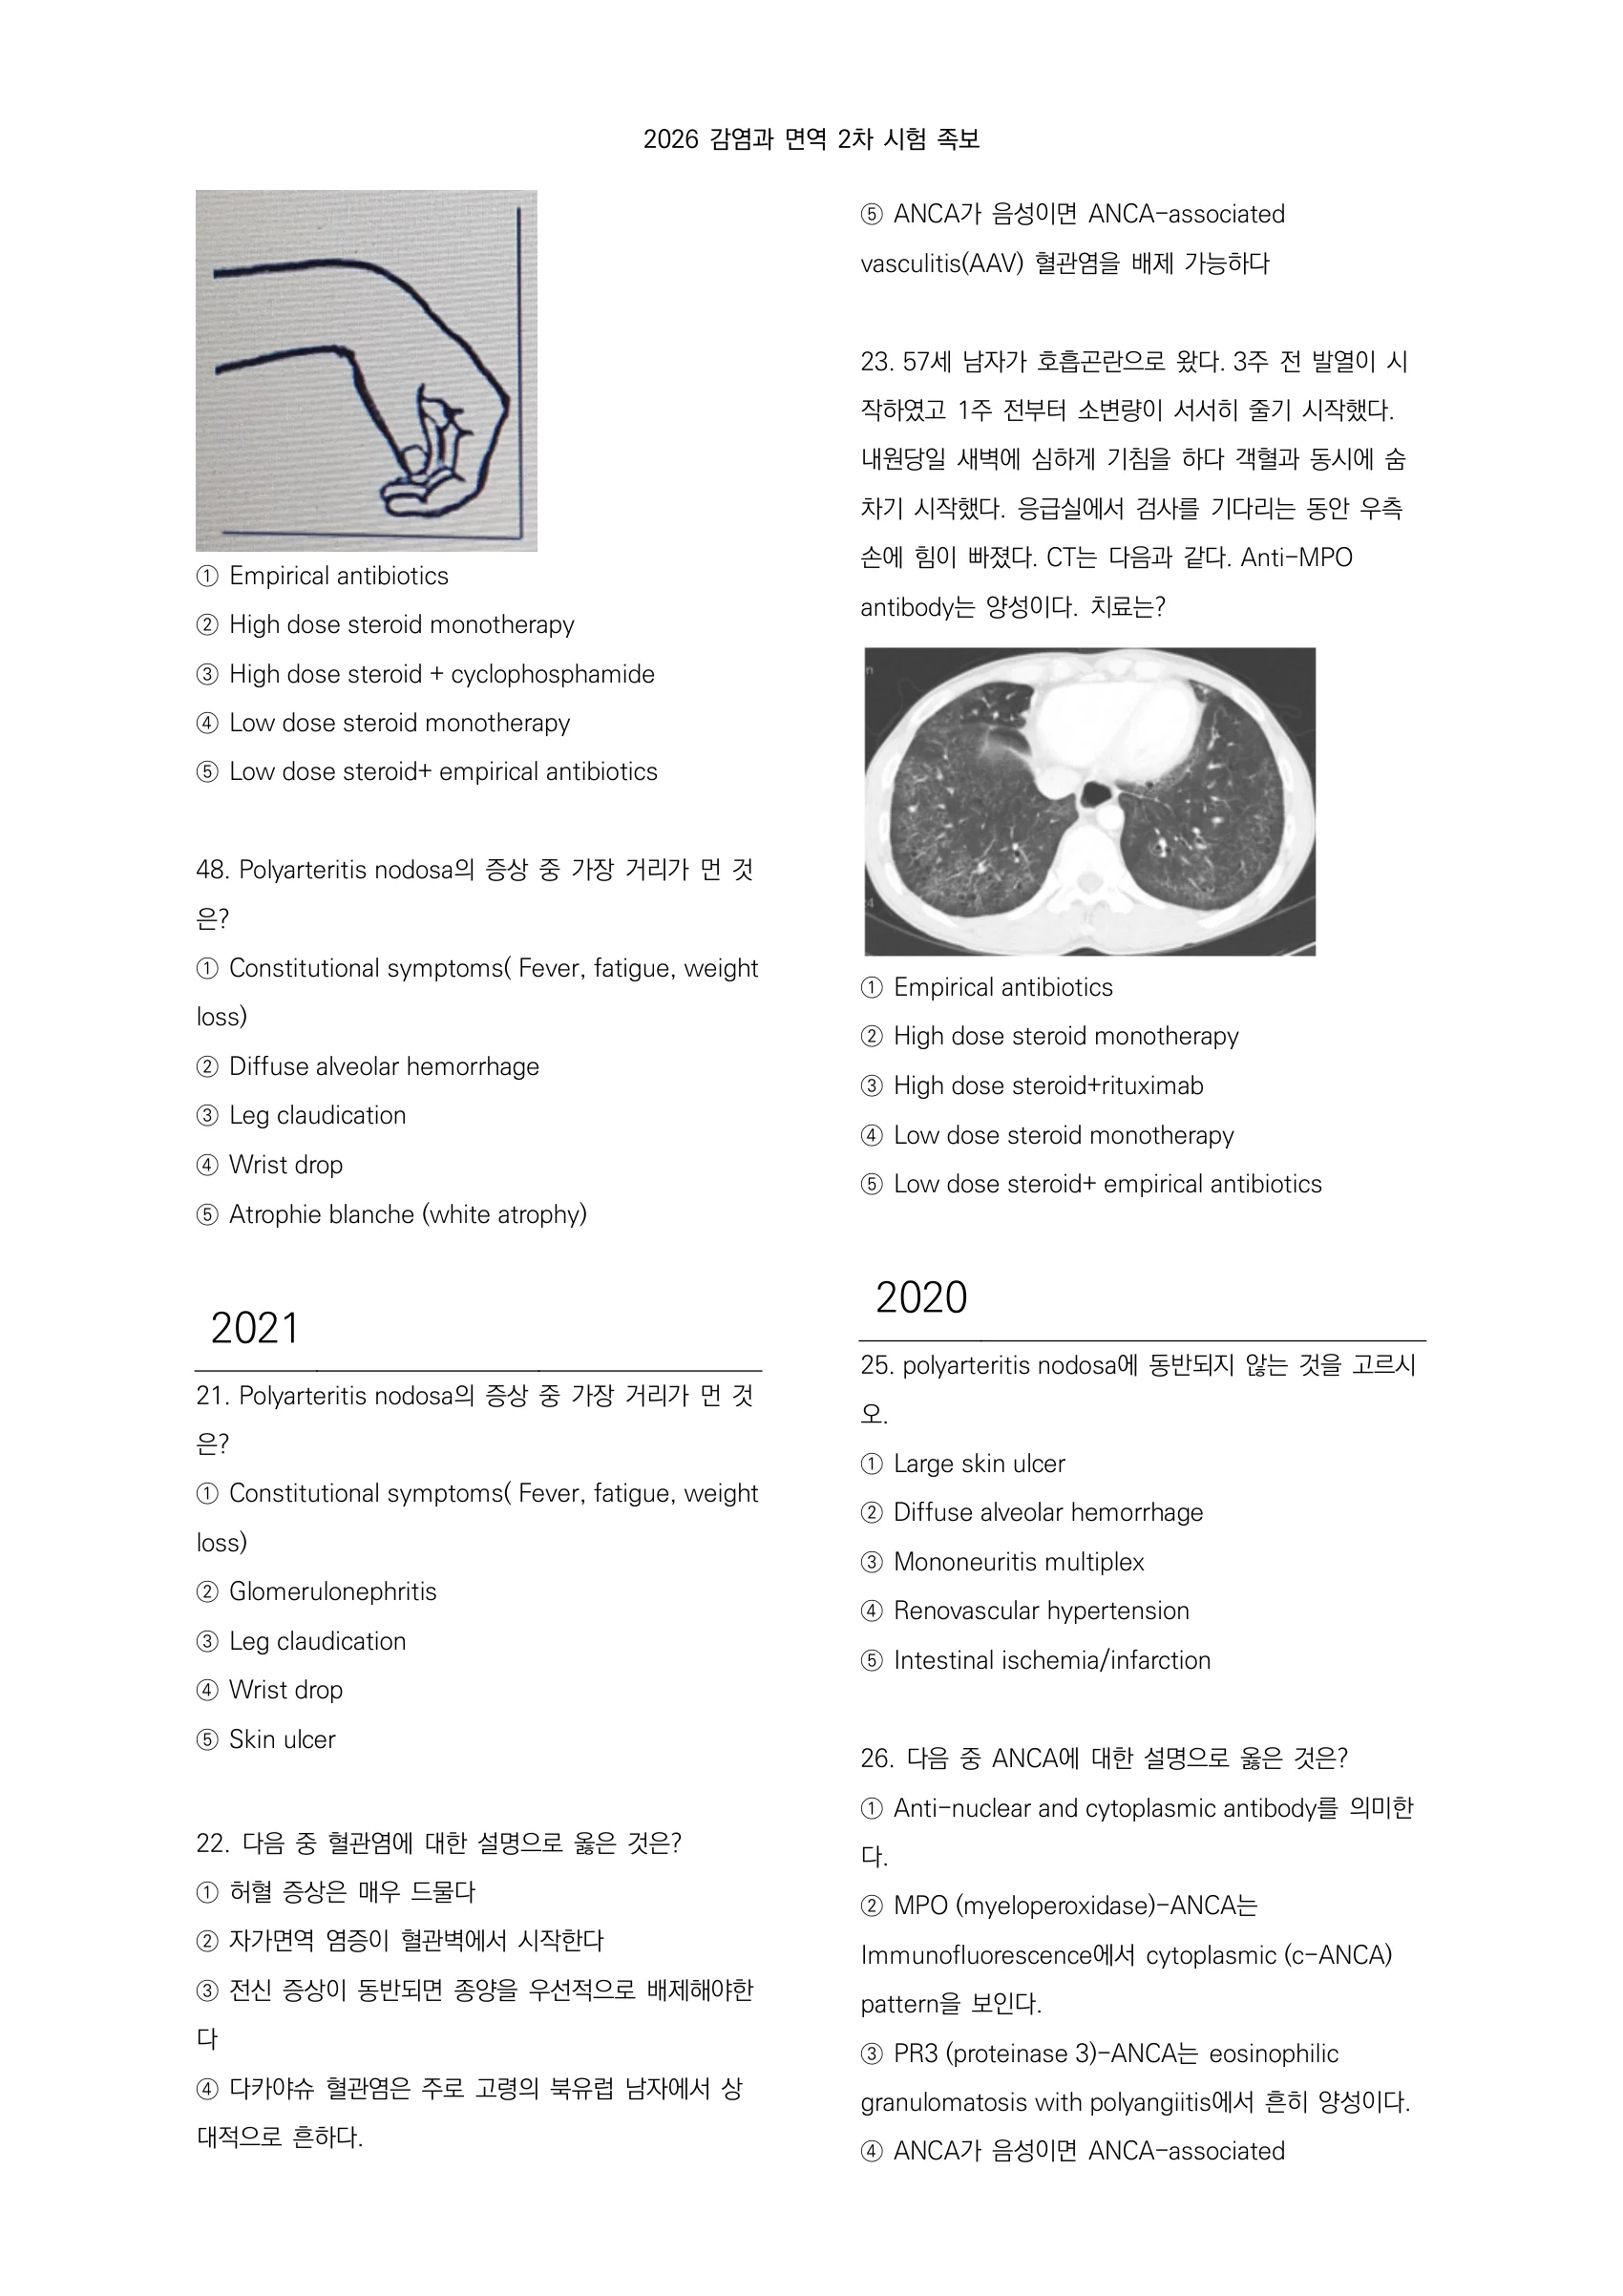 2026 감염과 면역 2차 시험 족보
① Empirical antibiotics
② High dose steroid monotherapy
③ High dose steroid + cyclophosphamide
④ Low dose steroid monotherapy
⑤ Low dose steroid+ empirical antibiotics
48. Polyarteritis nodosa의 증상 중 가장 거리가 먼 것
은?
① Constitutional symptoms( Fever, fatigue, weight
loss)
② Diffuse alveolar hemorrhage
③ Leg claudication
④ Wrist drop
⑤ Atrophie blanche (white atrophy)
2021
21. Polyarteritis nodosa의 증상 중 가장 거리가 먼 것
은?
① Constitutional symptoms( Fever, fatigue, weight
loss)
② Glomerulonephritis
③ Leg claudication
④ Wrist drop
⑤ Skin ulcer
22. 다음 중 혈관염에 대한 설명으로 옳은 것은?
① 허혈 증상은 매우 드물다
② 자가면역 염증이 혈관벽에서 시작한다
③ 전신 증상이 동반되면 종양을 우선적으로 배제해야한
다
④ 다카야슈 혈관염은 주로 고령의 북유럽 남자에서 상
대적으로 흔하다.
⑤ ANCA가 음성이면 ANCA-associated
vasculitis(AAV) 혈관염을 배제 가능하다
23. 57세 남자가 호흡곤란으로 왔다. 3주 전 발열이 시
작하였고 1주 전부터 소변량이 서서히 줄기 시작했다.
내원당일 새벽에 심하게 기침을 하다 객혈과 동시에 숨
차기 시작했다. 응급실에서 검사를 기다리는 동안 우측
손에 힘이 빠졌다. CT는 다음과 같다. Anti-MPO
antibody는 양성이다. 치료는?
① Empirical antibiotics
② High dose steroid monotherapy
③ High dose steroid+rituximab
④ Low dose steroid monotherapy
⑤ Low dose steroid+ empirical antibiotics
2020
25. polyarteritis nodosa에 동반되지 않는 것을 고르시
오.
① Large skin ulcer
② Diffuse alveolar hemorrhage
③ Mononeuritis multiplex
④ Renovascular hypertension
⑤ Intestinal ischemia/infarction
26. 다음 중 ANCA에 대한 설명으로 옳은 것은?
① Anti-nuclear and cytoplasmic antibody를 의미한
다.
② MPO (myeloperoxidase)-ANCA는
Immunofluorescence에서 cytoplasmic (c-ANCA)
pattern을 보인다.
③ PR3 (proteinase 3)-ANCA는 eosinophilic
granulomatosis with polyangiitis에서 흔히 양성이다.
④ ANCA가 음성이면 ANCA-associated